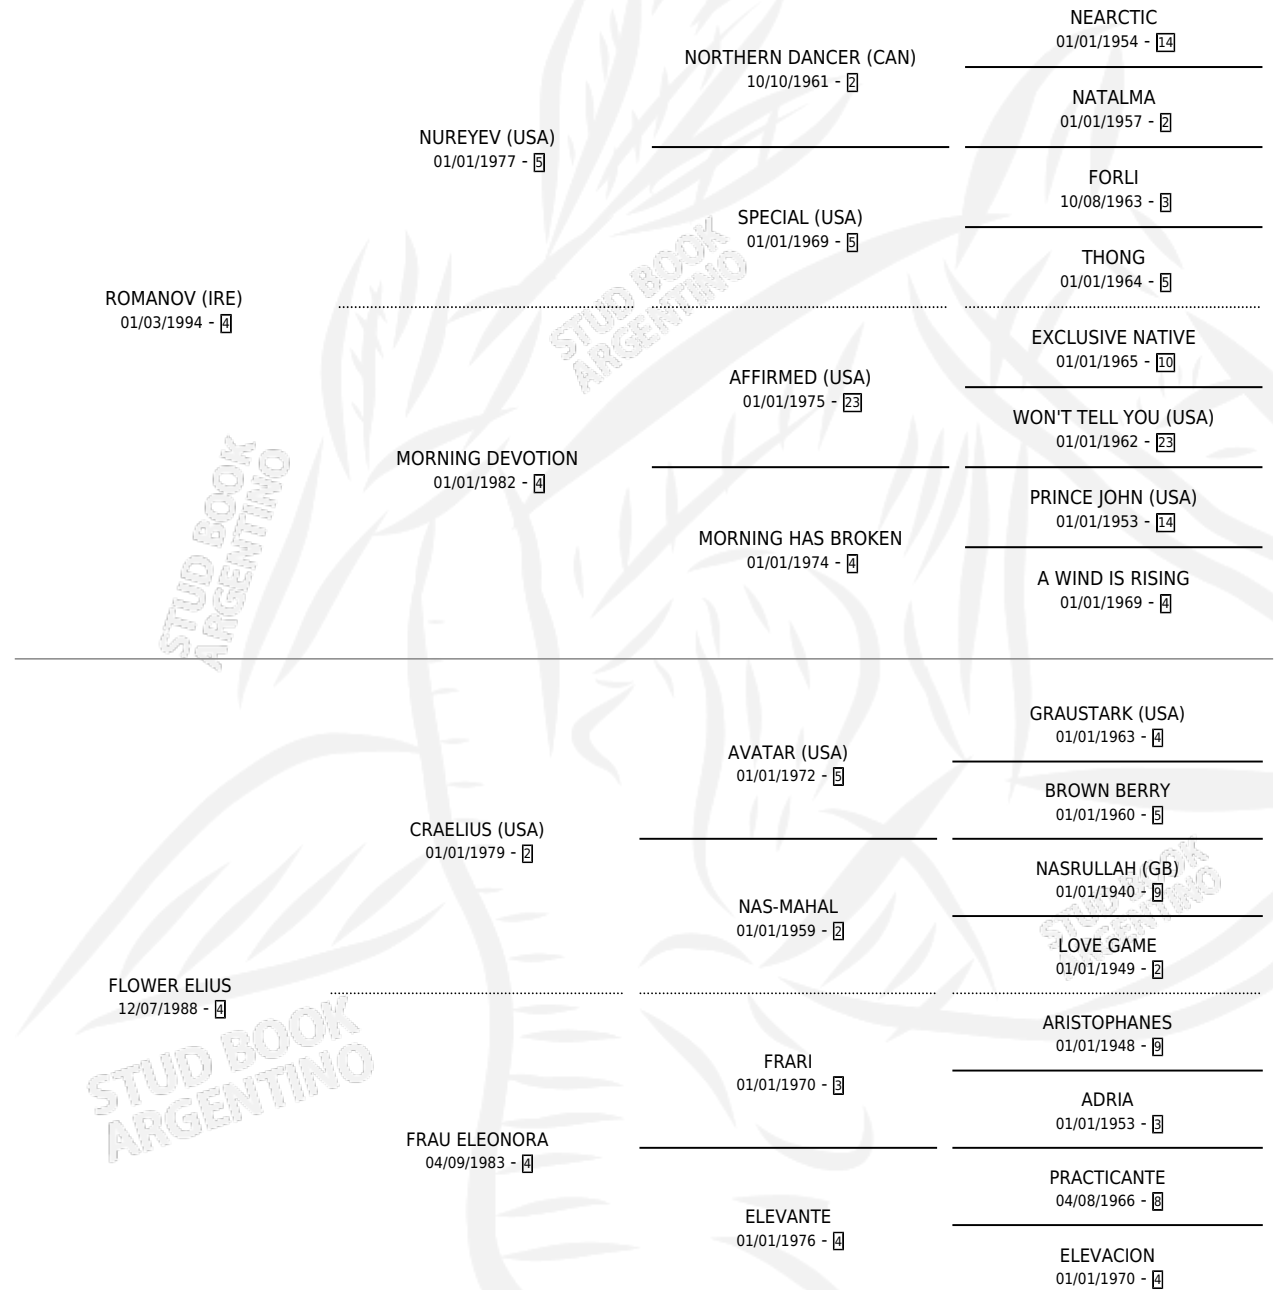 NEARCTIC
01/01/1954 - 14
NORTHERN DANCER (CAN)
10/10/1961 - 2
NATALMA
01/01/1957 - 2
NUREYEV (USA)
01/01/1977 - 5
FORLI
10/08/1963 - 3
SPECIAL (USA)
01/01/1969 - 5
THONG
01/01/1964 - 5
ROMANOV (IRE)
01/03/1994 - 4
STUD BOOK
ARGENTINO
EXCLUSIVE NATIVE
01/01/1965 - 10
AFFIRMED (USA)
01/01/1975 - 23
WON'T TELL YOU (USA)
01/01/1962 - 23
MORNING DEVOTION
01/01/1982 - 4
PRINCE JOHN (USA)
01/01/1953 - 14
MORNING HAS BROKEN
01/01/1974 - 4
A WIND IS RISING
01/01/1969 - 4
STUD BOOK
ARGENTINO
GRAUSTARK (USA)
01/01/1963 - 4
AVATAR (USA)
01/01/1972 - 5
BROWN BERRY
01/01/1960 - 5
CRAELIUS (USA)
01/01/1979 - 2
NASRULLAH (GB)
01/01/1940 - 9
NAS-MAHAL
01/01/1959 - 2
STUD BOOK
ARGENTINO
LOVE GAME
01/01/1949 - 2
FLOWER ELIUS
12/07/1988 - 4
STUD BOOK
ARGENTINO
ARISTOPHANES
01/01/1948 - 9
FRARI
01/01/1970 - 3
ADRIA
01/01/1953 - 3
FRAU ELEONORA
04/09/1983 - 4
PRACTICANTE
04/08/1966 - 8
ELEVANTE
01/01/1976 - 4
ELEVACION
01/01/1970 - 4